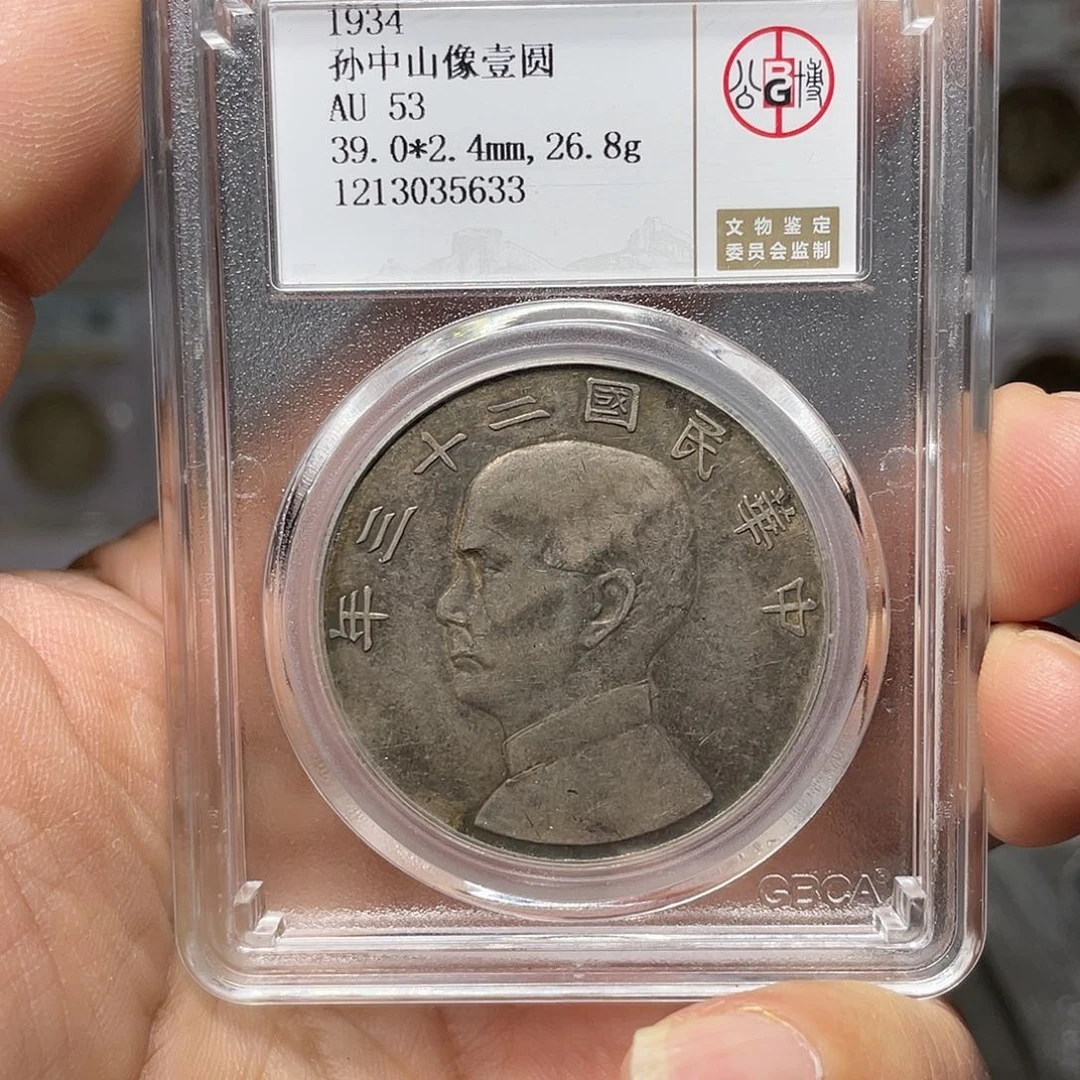 1934
孙中山像壹圆
AU 53
39.0*2.4mm,26.8g
1213035633
公博
BG
文物鉴定
委员会监制
中華民國二十三年
GBCA